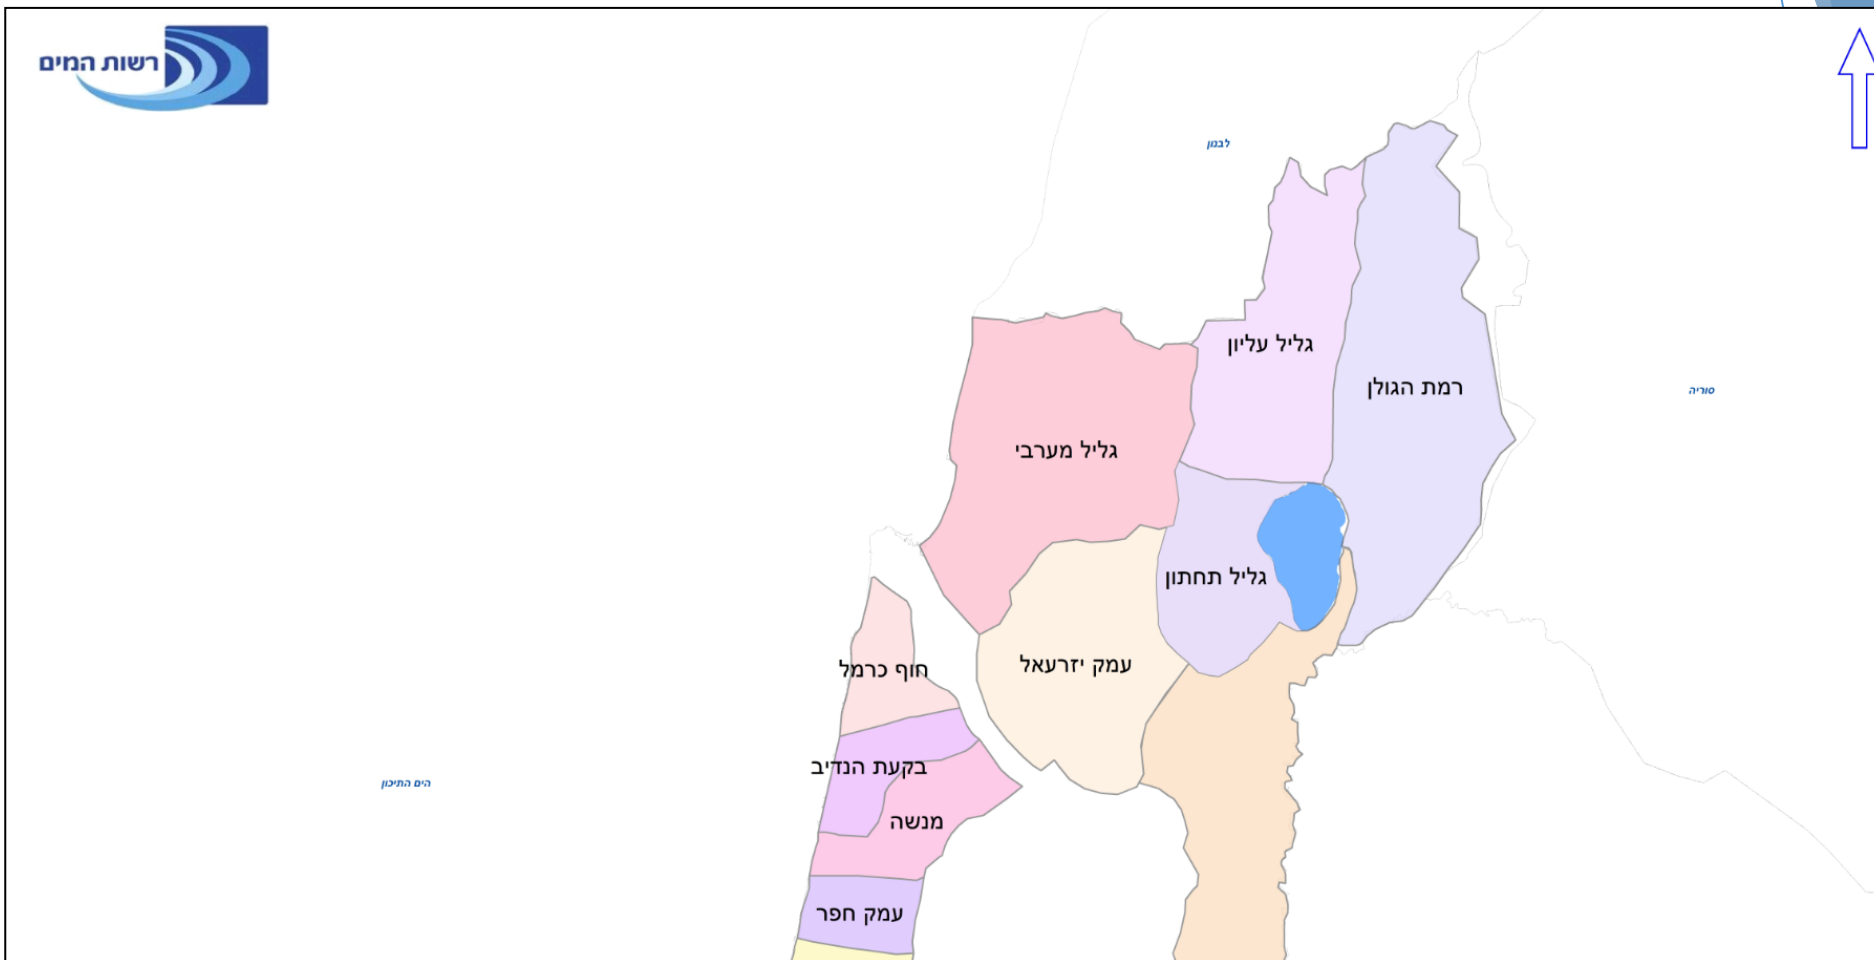 רשות המים
לבנון
גליל עליון
רמת הגולן
סוריה
גליל מערבי
גליל תחתון
עמק יזרעאל
חוף כרמל
בקעת הנדיב
הים התיכון
מנשה
עמק חפר